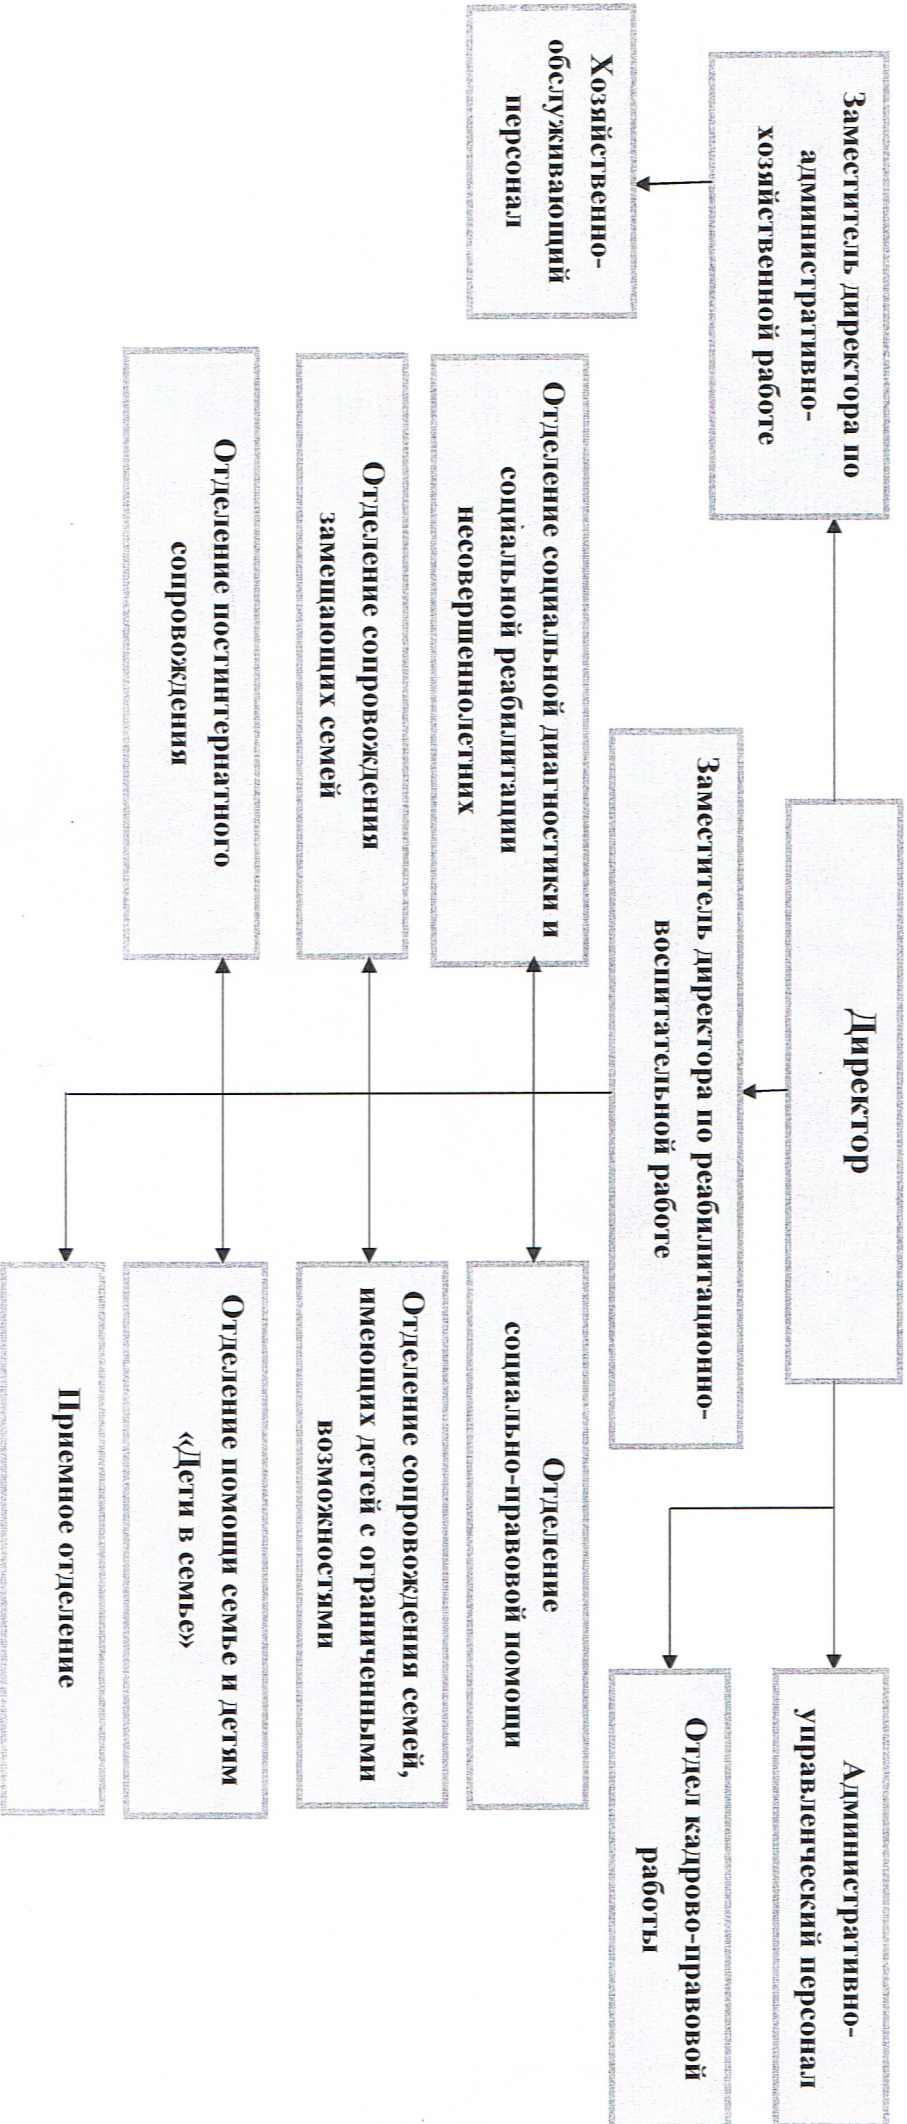 Директор
Заместитель директора по
административно-
хозяйственной работе
Административно-
управленческий персонал
Заместитель директора по реабилитационно-
воспитательной работе
Отдел кадрово-правовой
работы
Хозяйственно-
обслуживающий
персонал
Отделение социальной диагностики и
социальной реабилитации
несовершеннолетних
Отделение
социально-правовой помощи
Отделение сопровождения
замещающих семей
Отделение сопровождения семей,
имеющих детей с ограниченными
возможностями
Отделение постинтернатного
сопровождения
Отделение помощи семье и детям
«Дети в семье»
Приемное отделение